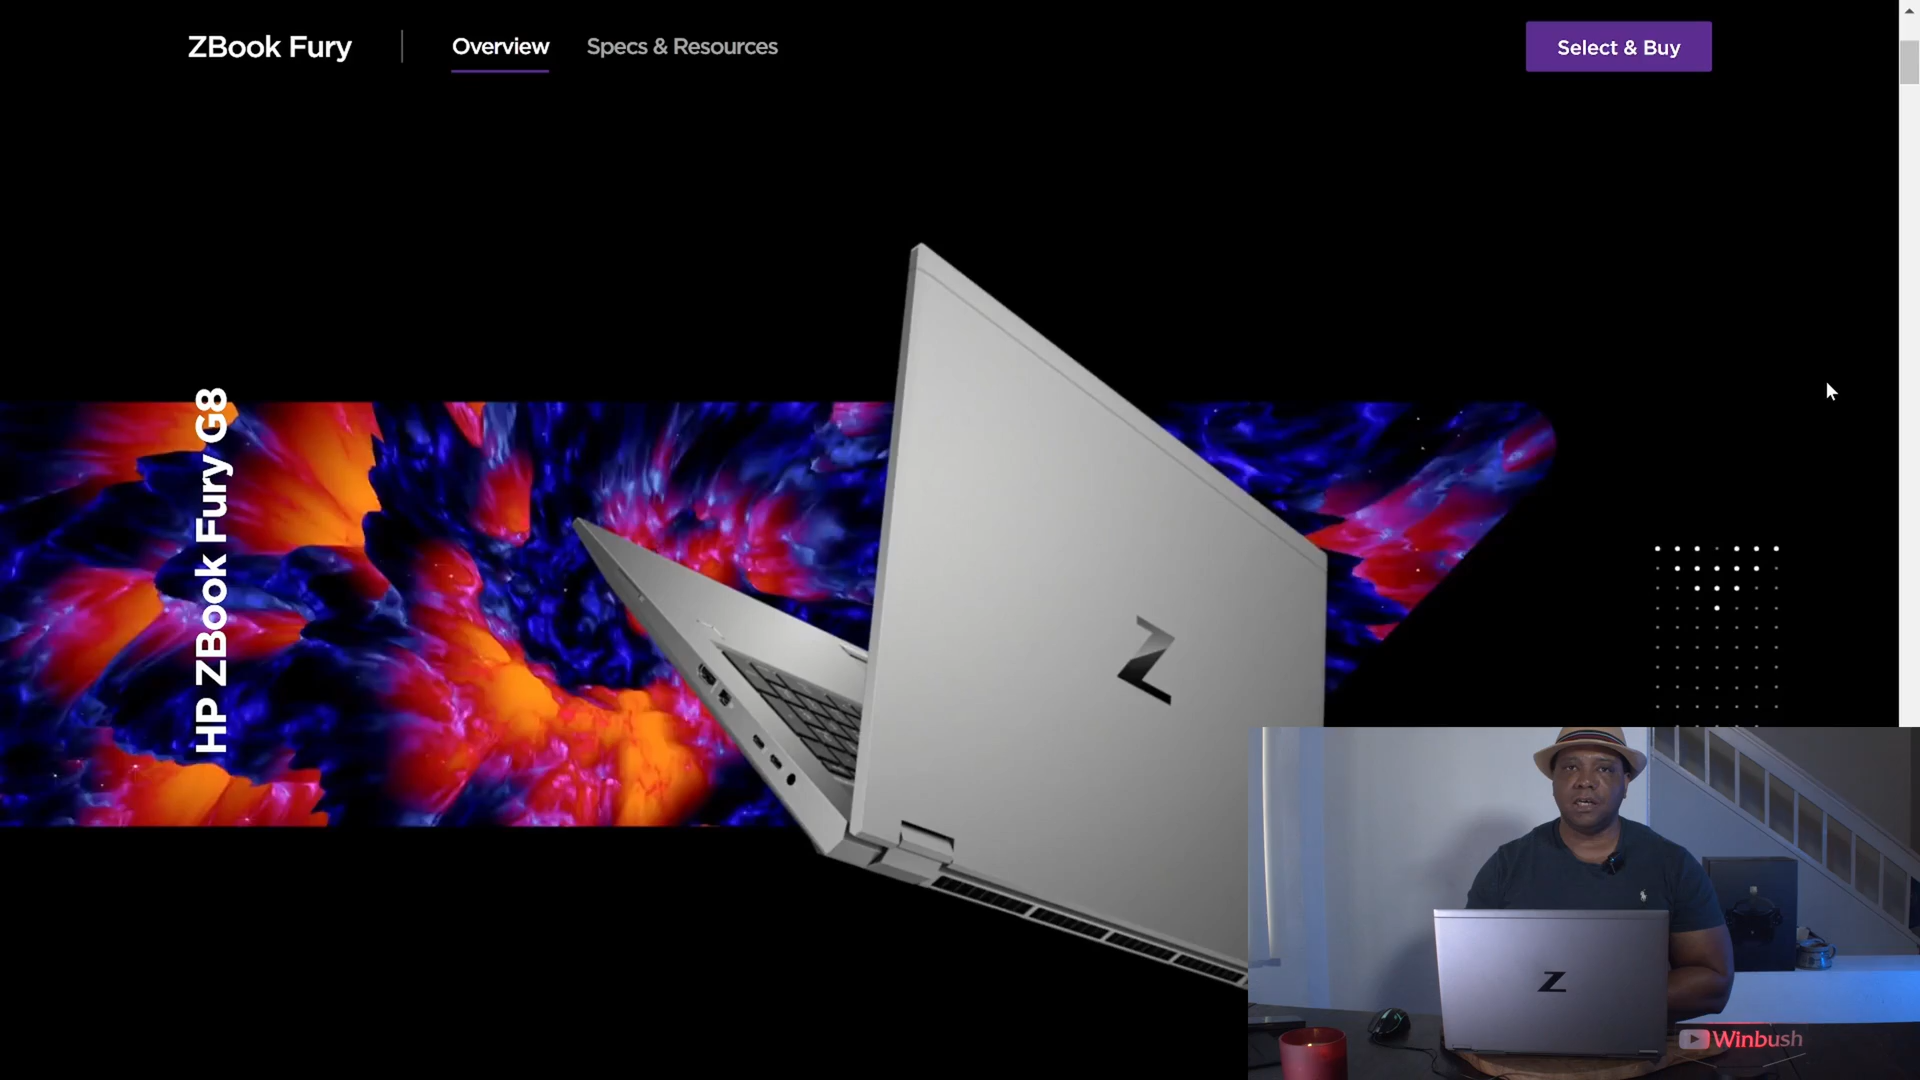 ZBook Fury
Overview
Specs & Resources
Select & Buy
HP ZBook Fury G8
Z
Z
Winbush